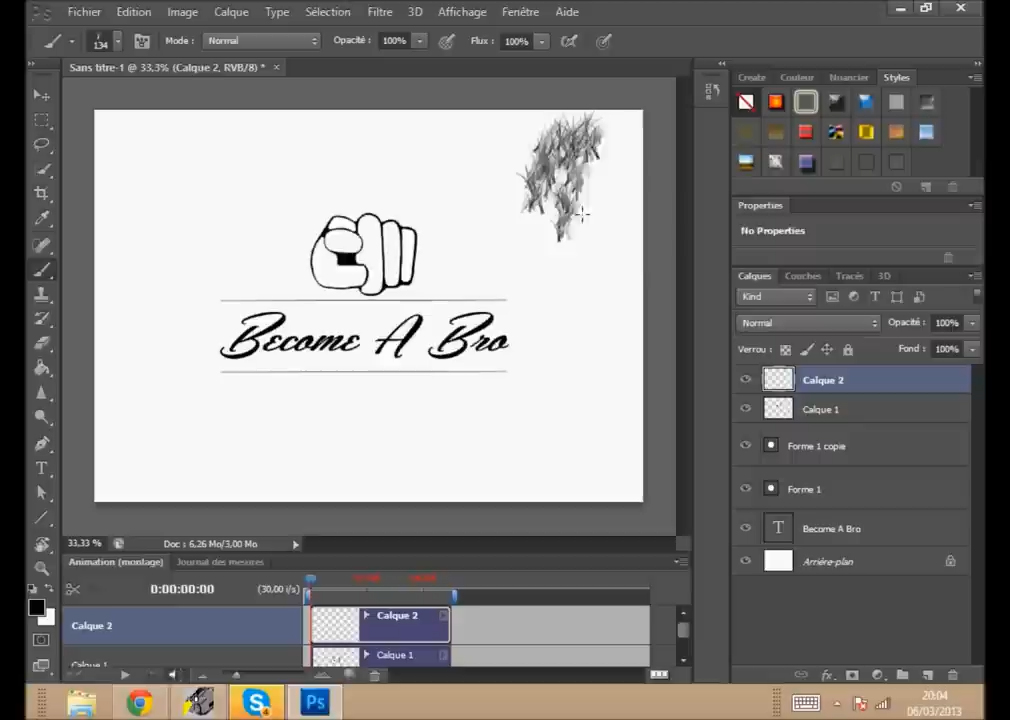 Ps Fichier Edition Image Calque Type Sélection Filtre 3D Affichage Fenêtre Aide
134 Mode : Normal Opacité : 100% Flux : 100%
Sans titre-1 @ 33,3% (Calque 2, RVB/8) * ×
Create Couleur Nuancier Styles
Become A Bro
Properties
No Properties
Calques Couches Tracés 3D
Kind
Normal Opacité : 100%
Verrou : Fond : 100%
Calque 2
Calque 1
Forme 1 copie
Forme 1
T Become A Bro
Arrière-plan
33,33 % Doc : 6,26 Mo/3,00 Mo
Animation (montage) Journal des mesures
0:00:00:00 (30,00 i/s)
Calque 2 Calque 2
Calque 1 Calque 1
Ps
20:04
06/03/2013